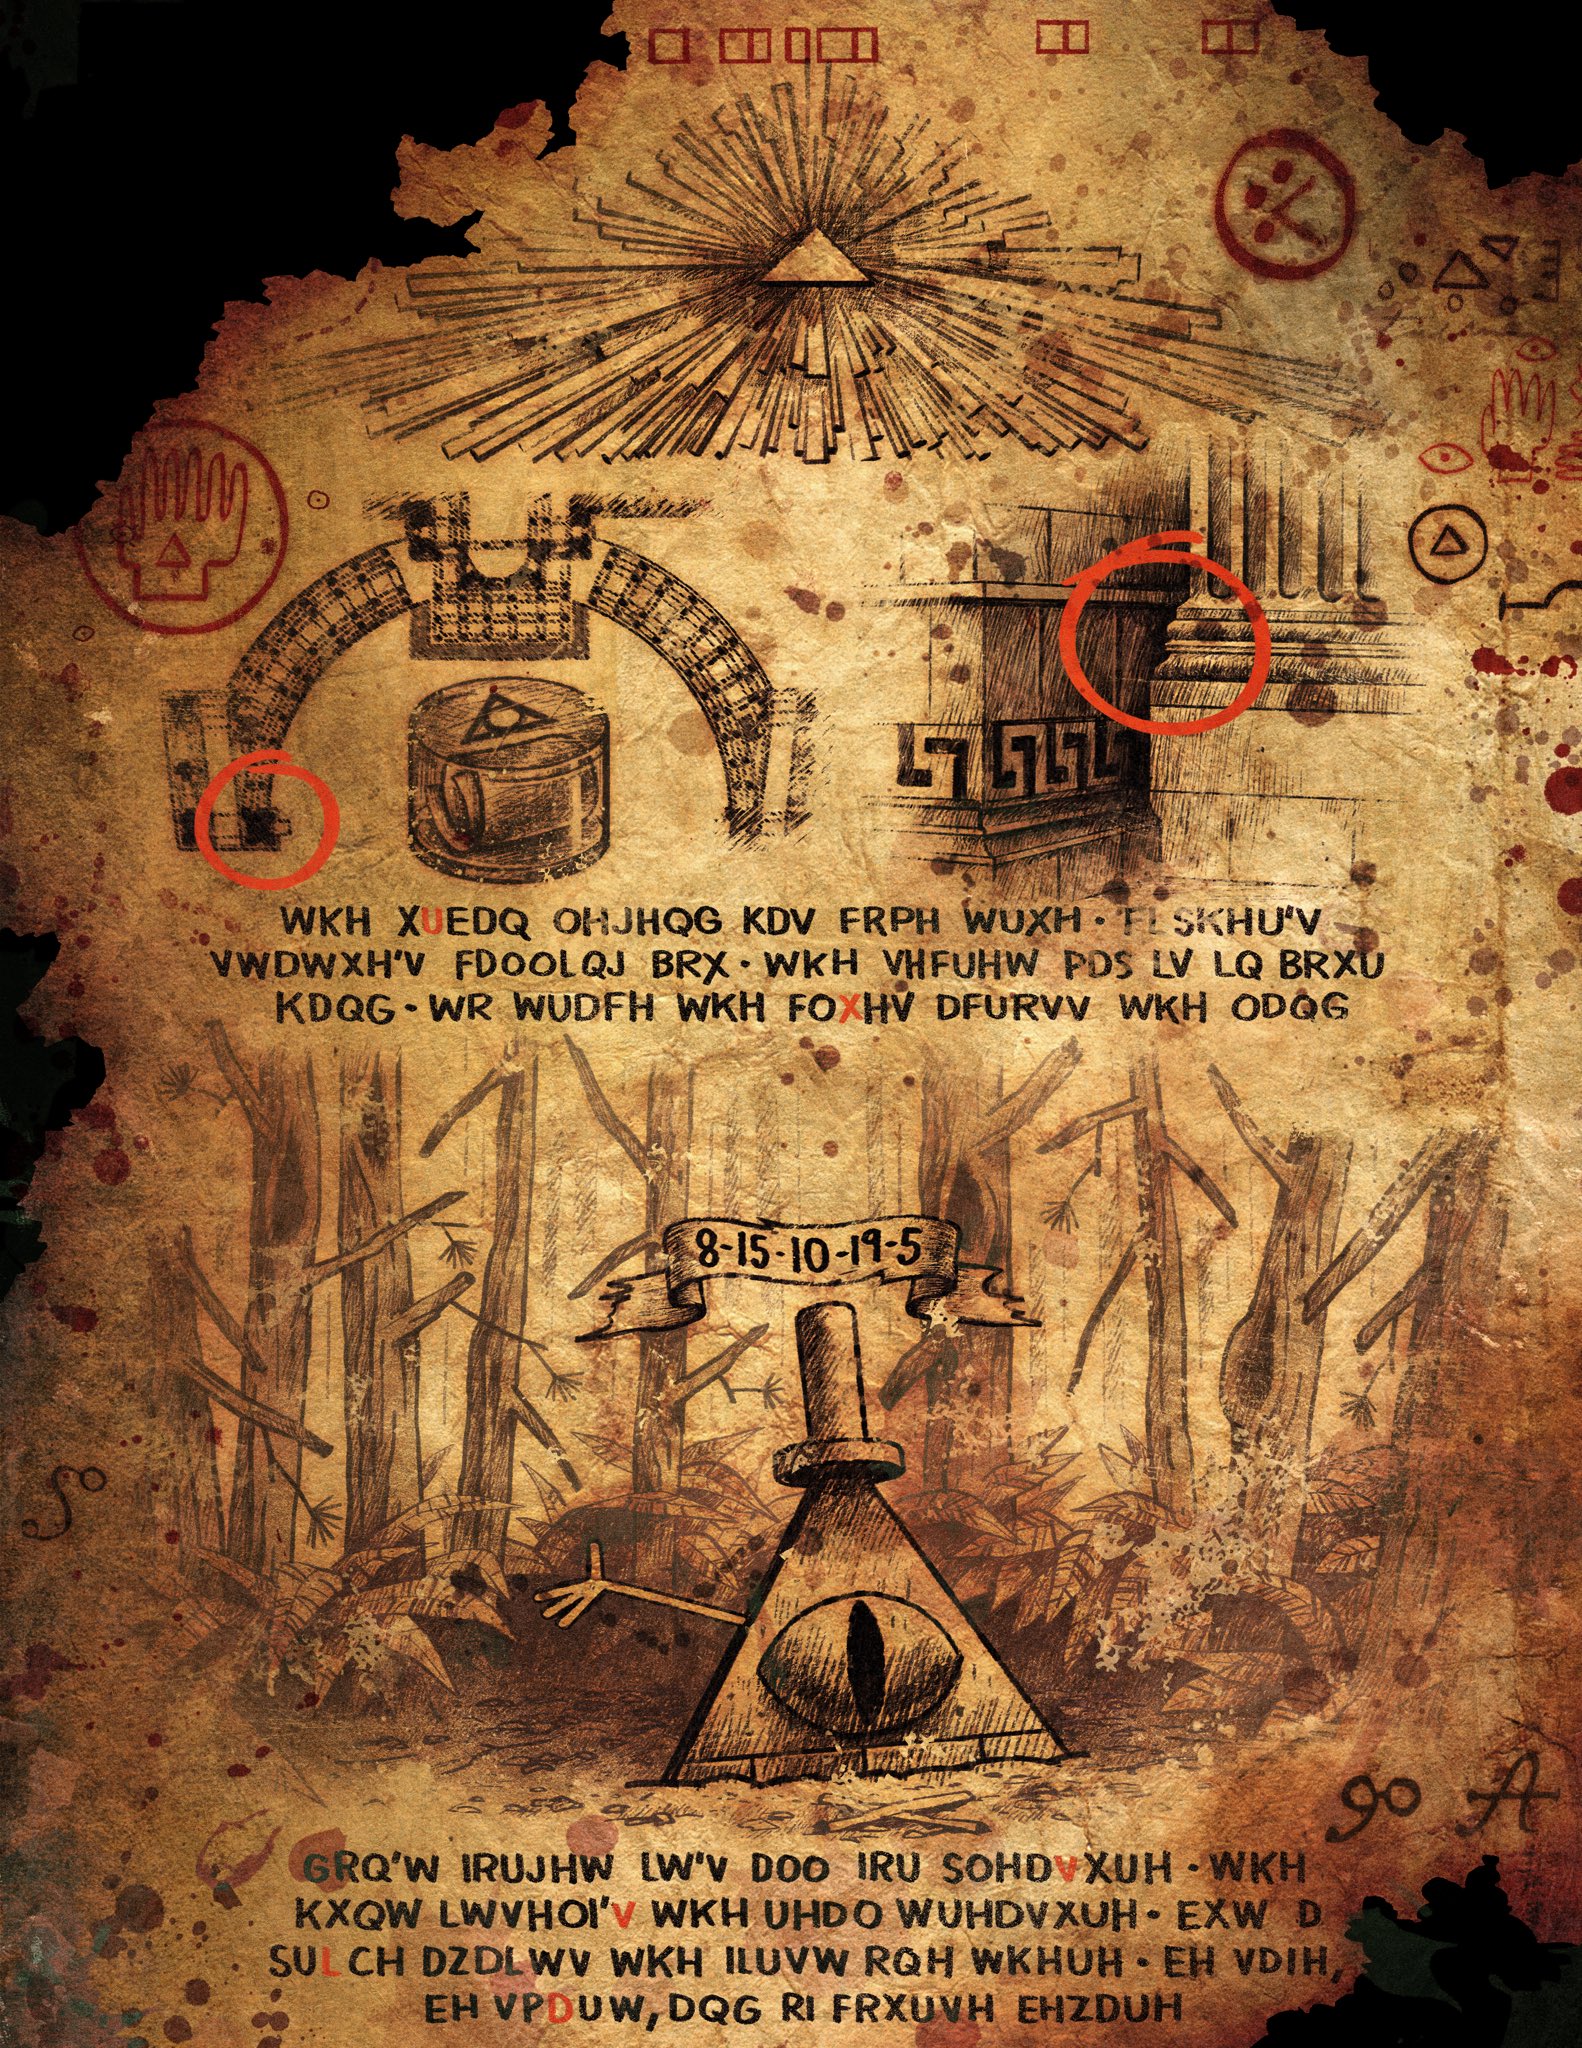 WKH XUEDQ OHJHQG KDV FRPH WUXH · SKHU'V
VWDWXH'V FDOOLQJ BRX · WKH VHFUHW PDS LV LQ BRXU
KDQG · WR WUDFH WKH FOXHV DFURVV WKH ODQG
8-15-10-19-5
90 A
GRQ'W IRUJHW LW'V DOO IRU SOHDVXUH · WKH
KXQW LWVHOI'V WKH UHDO WUHDVXUH · EXW D
SULCH DZDLWV WKH ILUVW RQH WKHUH · EH VDIH,
EH VPDUW, DQG RI FRXUVH EHZDUH